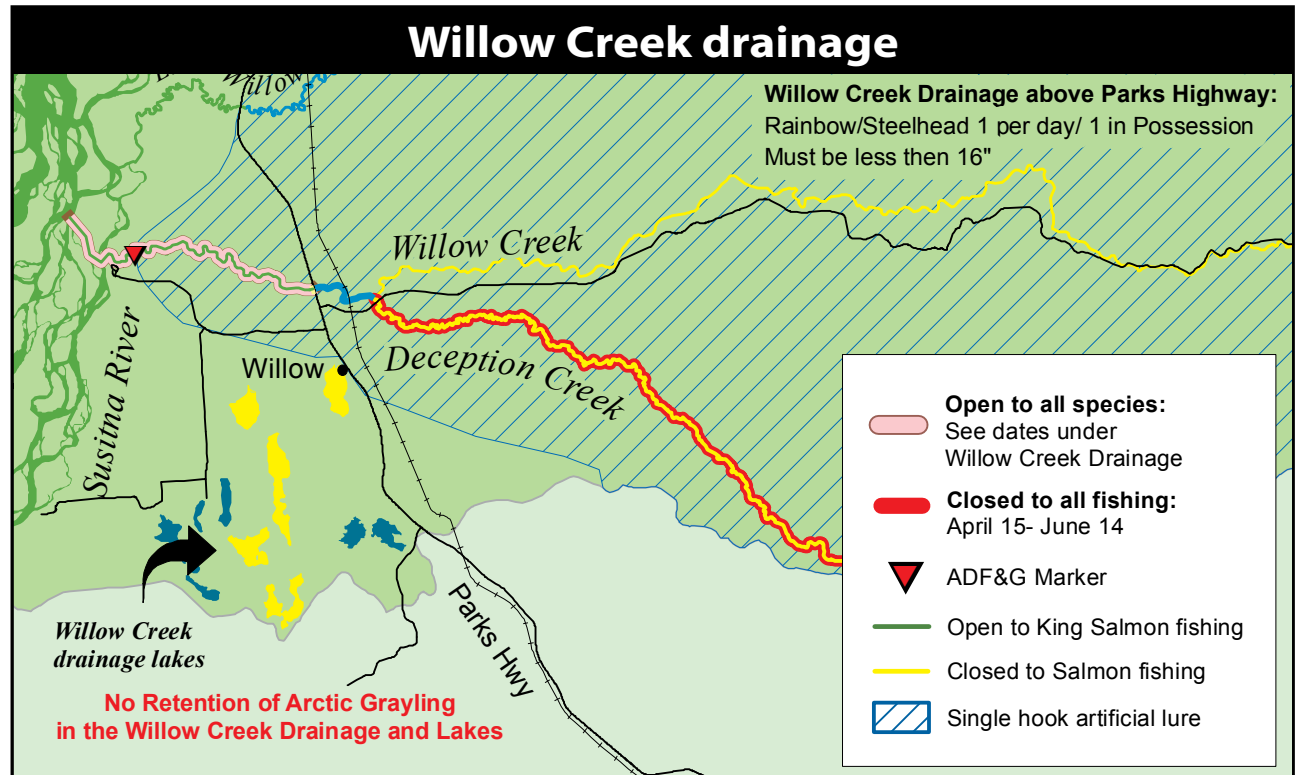 Willow Creek drainage
Willow
Willow Creek Drainage above Parks Highway:
Rainbow/Steelhead 1 per day/ 1 in Possession
Must be less then 16"
Willow Creek
Susitna River
Willow
Deception Creek
Parks Hwy
Willow Creek
drainage lakes
No Retention of Arctic Grayling
in the Willow Creek Drainage and Lakes
Open to all species:
See dates under
Willow Creek Drainage
Closed to all fishing:
April 15- June 14
ADF&G Marker
Open to King Salmon fishing
Closed to Salmon fishing
Single hook artificial lure